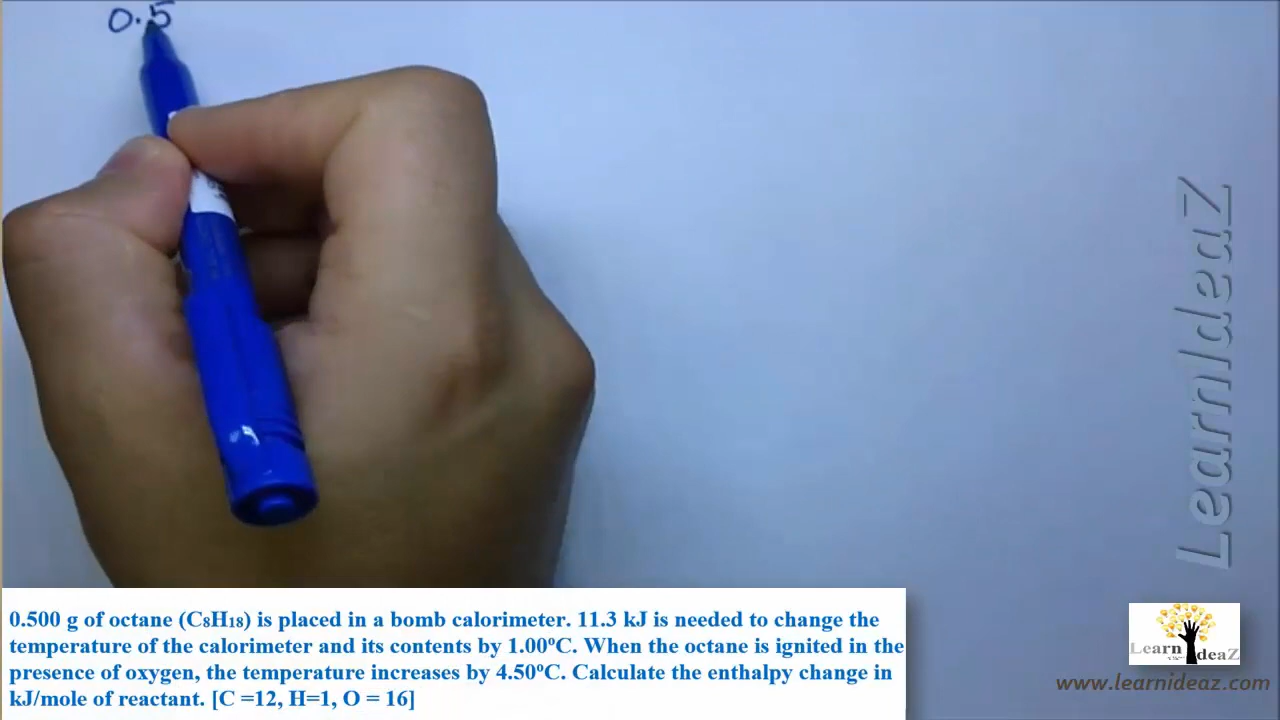 0.5
LearnIdeaZ
0.500 g of octane (C₈H₁₈) is placed in a bomb calorimeter. 11.3 kJ is needed to change the
temperature of the calorimeter and its contents by 1.00ºC. When the octane is ignited in the
presence of oxygen, the temperature increases by 4.50ºC. Calculate the enthalpy change in
kJ/mole of reactant. [C =12, H=1, O = 16]
Learn IdeaZ
www.learnideaz.com